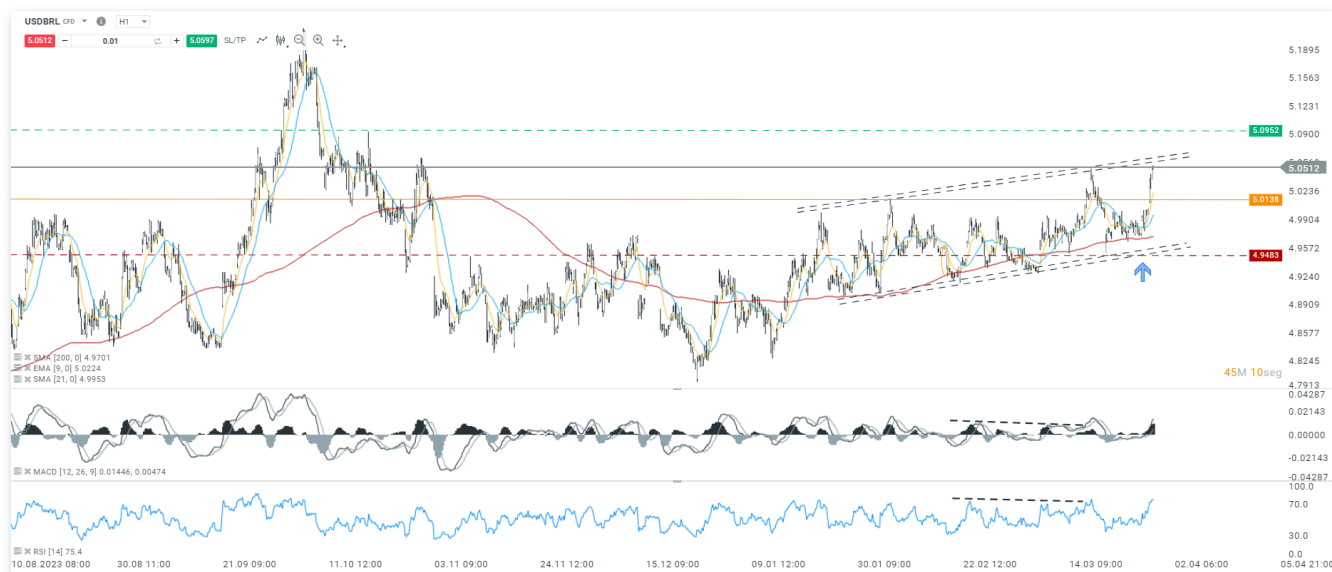 USDBRL CFD H1
5.0512 − 0.01 + 5.0597 SL/TP
5.1895
5.1563
5.1231
5.0952
5.0900
5.0512
5.0236
5.0138
4.9904
4.9572
4.9483
4.9240
4.8909
4.8577
4.8245
4.7913
SMA [200, 0] 4.9701
EMA [9, 0] 5.0224
SMA [21, 0] 4.9953
45M 10seg
0.04287
0.02143
0.00000
-0.02143
-0.04287
MACD [12, 26, 9] 0.01446, 0.00474
100.0
70.0
30.0
0.0
RSI [14] 75.4
10.08.2023 08:00 30.08 11:00 21.09 09:00 11.10 12:00 03.11 09:00 24.11 12:00 15.12 09:00 09.01 12:00 30.01 09:00 22.02 12:00 14.03 09:00 02.04 06:00 05.04 21:00